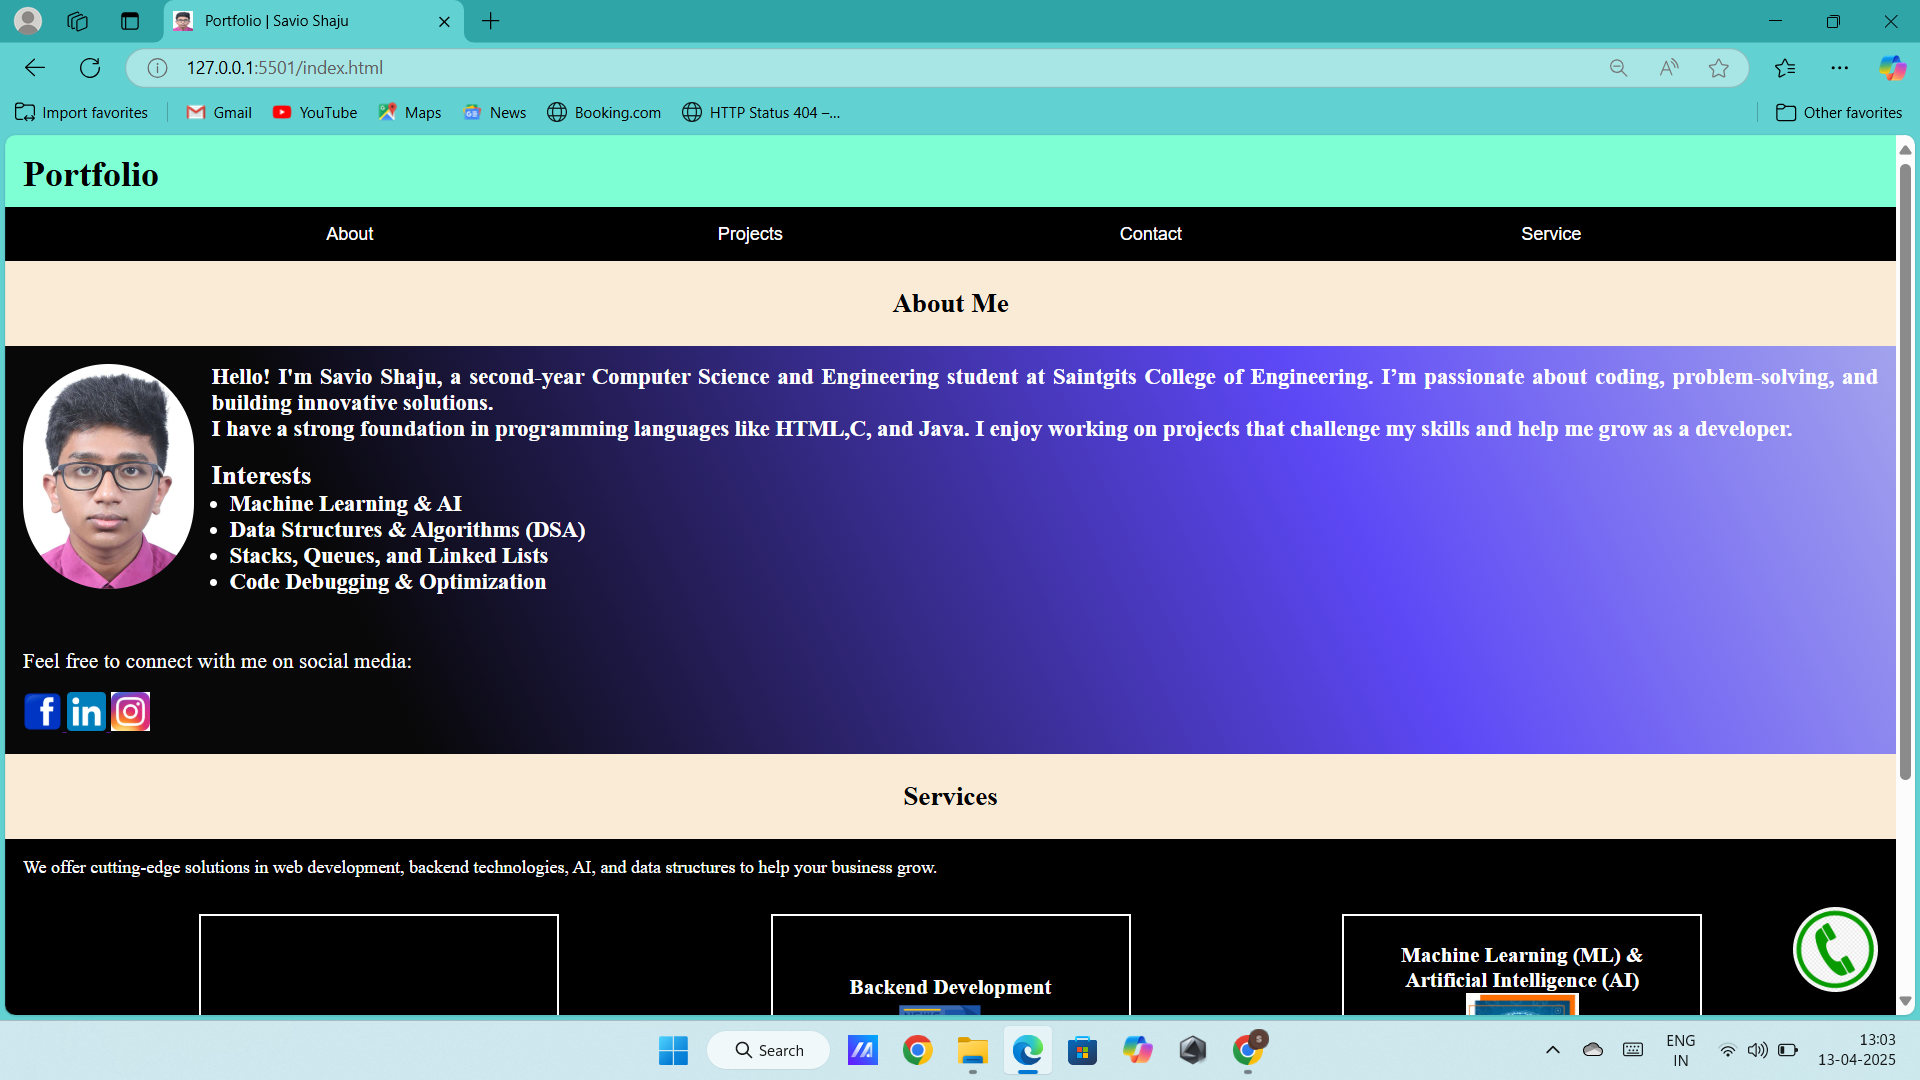 Portfolio | Savio Shaju
127.0.0.1:5501/index.html
Import favorites
Gmail
YouTube
Maps
News
Booking.com
HTTP Status 404 –...
Other favorites
Portfolio
About
Projects
Contact
Service
About Me
Hello! I'm Savio Shaju, a second-year Computer Science and Engineering student at Saintgits College of Engineering. I’m passionate about coding, problem-solving, and
building innovative solutions.
I have a strong foundation in programming languages like HTML,C, and Java. I enjoy working on projects that challenge my skills and help me grow as a developer.
Interests
• Machine Learning & AI
• Data Structures & Algorithms (DSA)
• Stacks, Queues, and Linked Lists
• Code Debugging & Optimization
Feel free to connect with me on social media:
Services
We offer cutting-edge solutions in web development, backend technologies, AI, and data structures to help your business grow.
Backend Development
Machine Learning (ML) &
Artificial Intelligence (AI)
Search
ENG
IN
13:03
13-04-2025